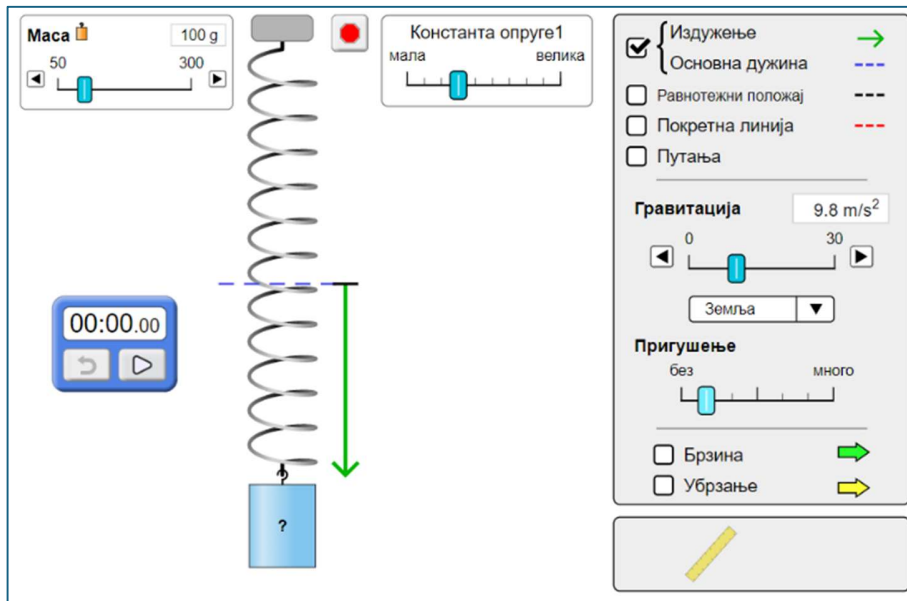 Маса
100 g
50 300
Константа опруге1
мала велика
00:00.00
?
Издужење
Основна дужина
Равнотежни положај
Покретна линија
Путања
Гравитација 9.8 m/s²
0 30
Земља
Пригушење
без много
Брзина
Убрзање